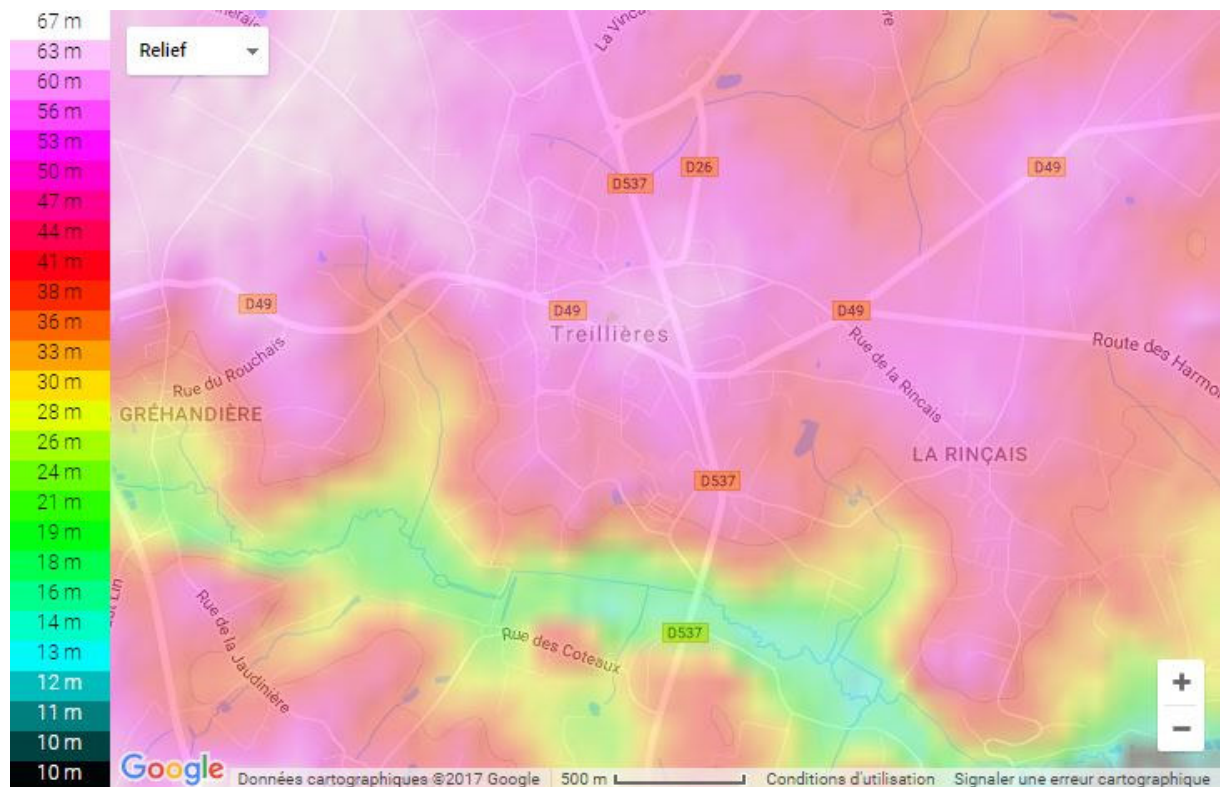 67 m
63 m
60 m
56 m
53 m
50 m
47 m
44 m
41 m
38 m
36 m
33 m
30 m
28 m
26 m
24 m
21 m
19 m
18 m
16 m
14 m
13 m
12 m
11 m
10 m
10 m
Relief
La Vinca
D26
D537
D49
D49
D49
D49
Treillières
Rue du Rouchais
GRÉHANDIÈRE
Rue de la Rinçais
Route des Harmo
LA RINÇAIS
D537
D537
Rue des Coteaux
Rue de la Jaudinière
+
−
Google
Données cartographiques ©2017 Google
500 m
Conditions d'utilisation
Signaler une erreur cartographique